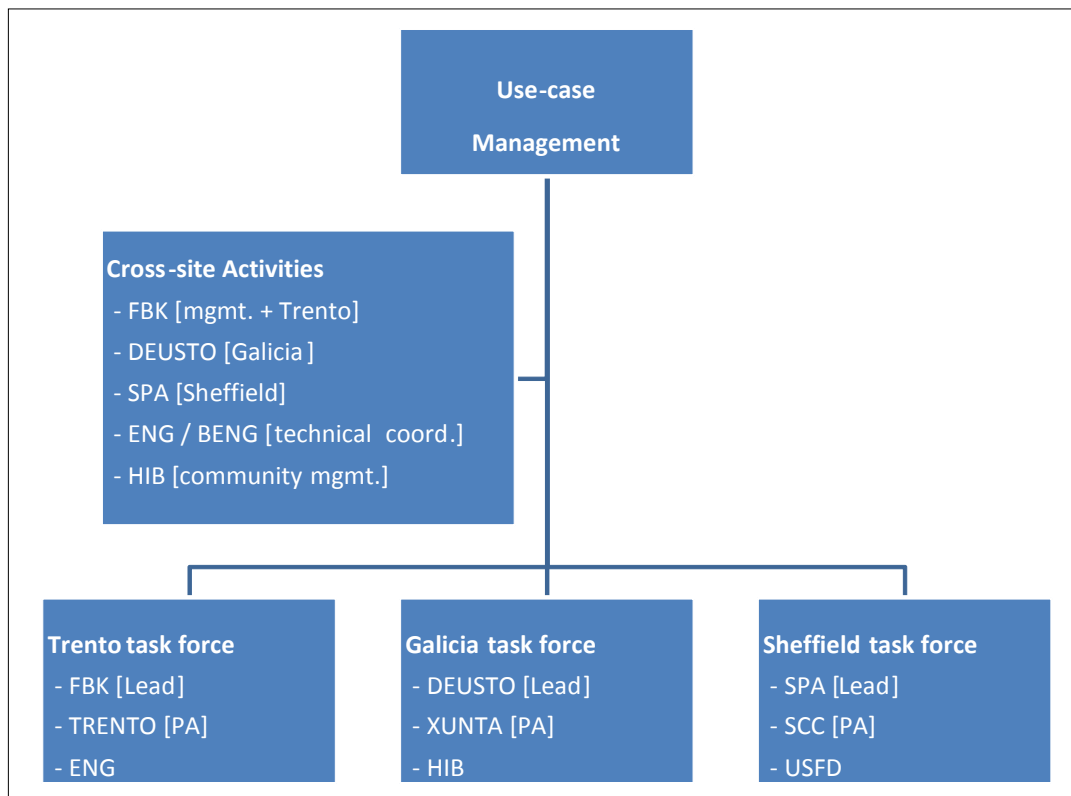 Use-case
Management
Cross-site Activities
- FBK [mgmt. + Trento]
- DEUSTO [Galicia]
- SPA [Sheffield]
- ENG / BENG [technical coord.]
- HIB [community mgmt.]
Trento task force
- FBK [Lead]
- TRENTO [PA]
- ENG
Galicia task force
- DEUSTO [Lead]
- XUNTA [PA]
- HIB
Sheffield task force
- SPA [Lead]
- SCC [PA]
- USFD